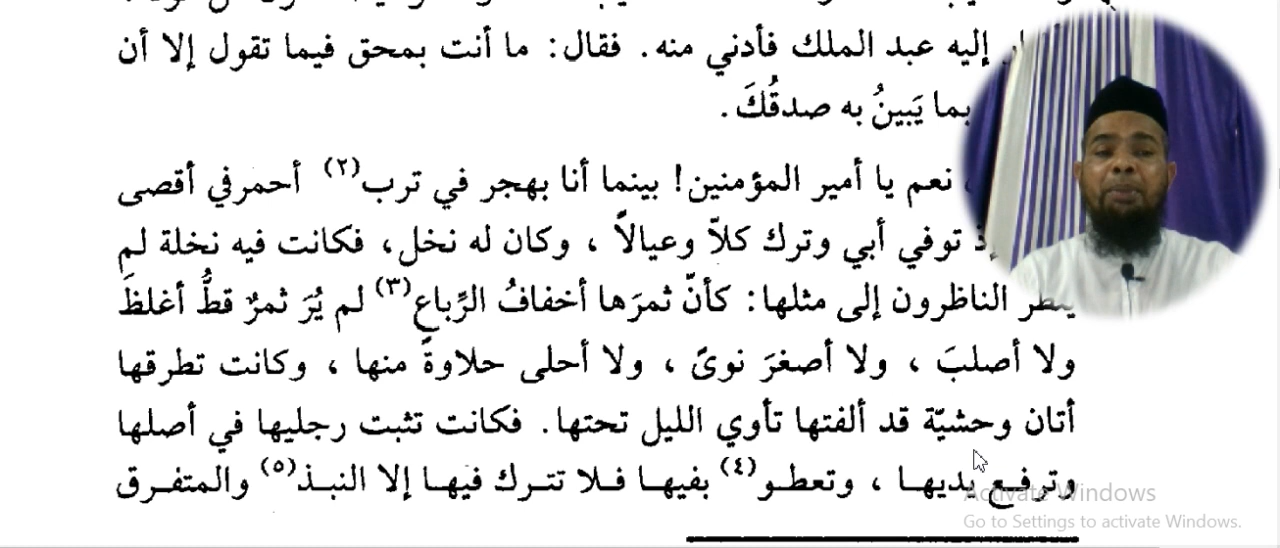 إليه عبد الملك فأدني منه. فقال: ما أنت بمحق فيما تقول إلا أن
بما يَبينُ به صدقُكَ.
نعم يا أمير المؤمنين! بينما أنا بهجر في ترب(٢) أحمرفي أقصى
توفي أبي وترك كلاّ وعيالاً ، وكان له نخل، فكانت فيه نخلة لم
الناظرون إلى مثلها: كأنّ ثمرَها أخفافُ الرِّباعِ(٣) لم يُرَ ثمرٌ قطُّ أغلظَ
ولا أصلبَ ، ولا أصغرَ نوىً ، ولا أحلى حلاوةً منها ، وكانت تطرقها
أتان وحشيّة قد ألفتها تأوي الليل تحتها. فكانت تثبت رجليها في أصلها
وترفع يديها ، وتعطو(٤) بفيها فلا تترك فيها إلا النبذ(٥) والمتفرق
Activate Windows
Go to Settings to activate Windows.